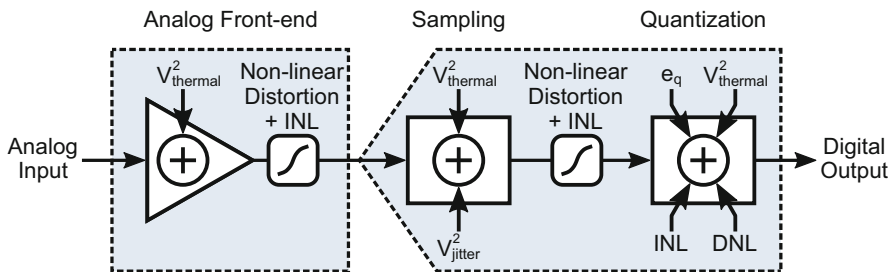 Analog Front-end
Sampling
Quantization
V²thermal
Non-linear
Distortion
+ INL
V²thermal
Non-linear
Distortion
+ INL
eq
V²thermal
Analog
Input
+
+
+
Digital
Output
V²jitter
INL
DNL